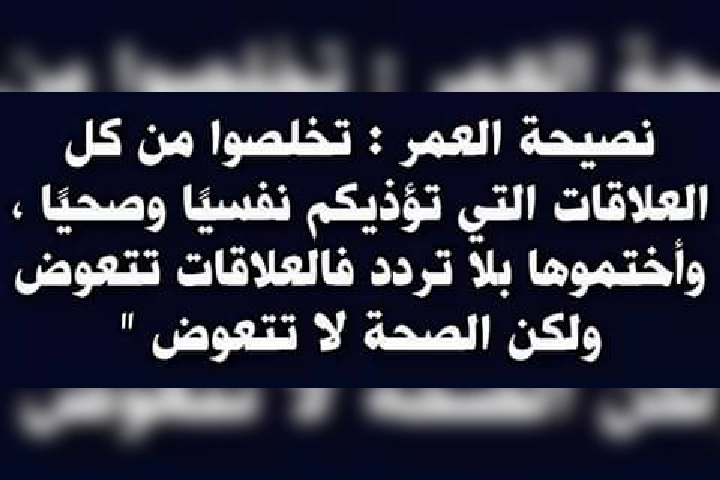 نصيحة العمر : تخلصوا من كل
العلاقات التي تؤذيكم نفسيًا وصحيًا ،
وأختموها بلا تردد فالعلاقات تتعوض
ولكن الصحة لا تتعوض "